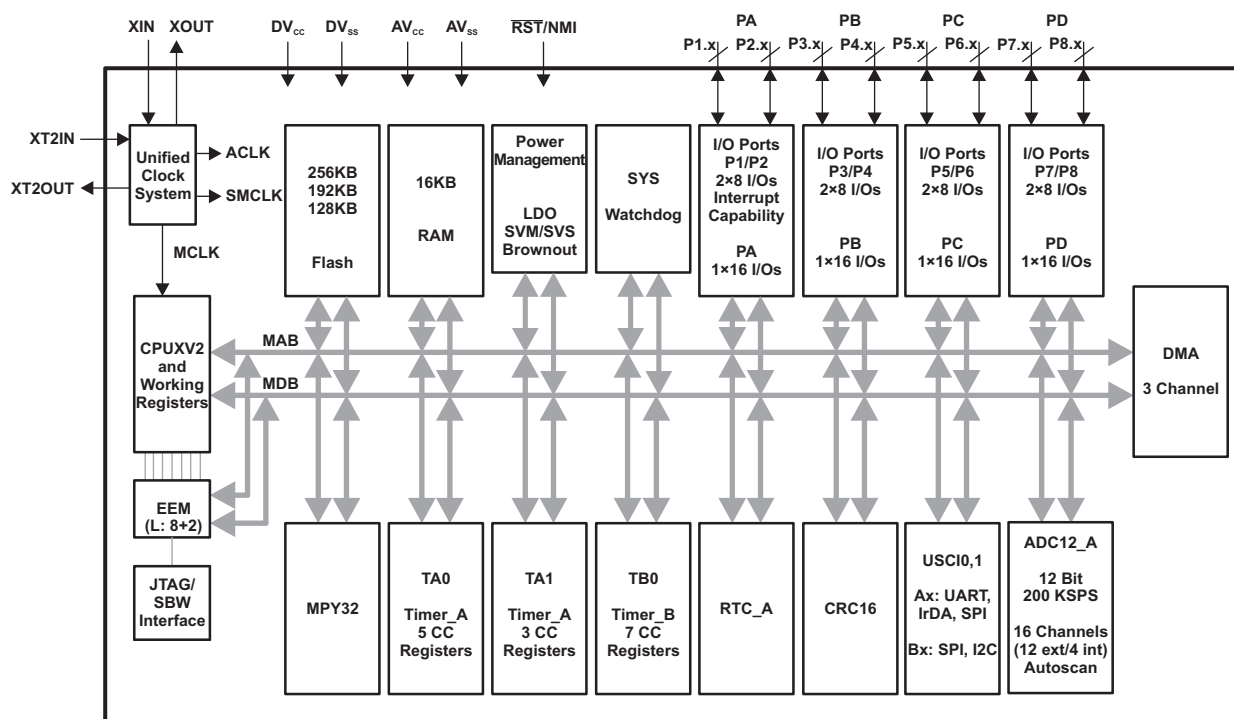 XIN XOUT DVCC DVSS AVCC AVSS RST/NMI
PA PB PC PD
P1.x P2.x P3.x P4.x P5.x P6.x P7.x P8.x
XT2IN
XT2OUT
Unified
Clock
System
ACLK
SMCLK
MCLK
256KB
192KB
128KB
Flash
16KB
RAM
Power
Management
LDO
SVM/SVS
Brownout
SYS
Watchdog
I/O Ports
P1/P2
2×8 I/Os
Interrupt
Capability
PA
1×16 I/Os
I/O Ports
P3/P4
2×8 I/Os
PB
1×16 I/Os
I/O Ports
P5/P6
2×8 I/Os
PC
1×16 I/Os
I/O Ports
P7/P8
2×8 I/Os
PD
1×16 I/Os
CPUXV2
and
Working
Registers
MAB
MDB
DMA
3 Channel
EEM
(L: 8+2)
JTAG/
SBW
Interface
MPY32
TA0
Timer_A
5 CC
Registers
TA1
Timer_A
3 CC
Registers
TB0
Timer_B
7 CC
Registers
RTC_A
CRC16
USCI0,1
Ax: UART,
IrDA, SPI
Bx: SPI, I2C
ADC12_A
12 Bit
200 KSPS
16 Channels
(12 ext/4 int)
Autoscan